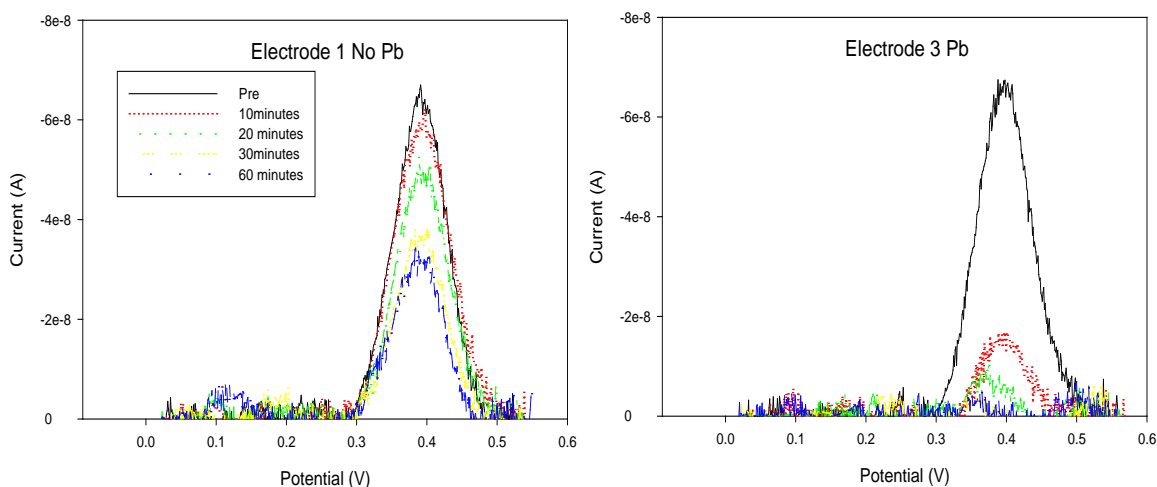 Electrode 1 No Pb
Pre
10minutes
20 minutes
30minutes
60 minutes
-8e-8
-6e-8
-4e-8
-2e-8
0
Current (A)
0.0 0.1 0.2 0.3 0.4 0.5 0.6
Potential (V)
Electrode 3 Pb
-8e-8
-6e-8
-4e-8
-2e-8
0
Current (A)
0.0 0.1 0.2 0.3 0.4 0.5 0.6
Potential (V)